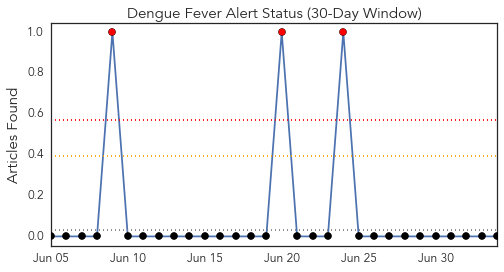 Dengue Fever Alert Status (30-Day Window)
Articles Found
1.0
0.8
0.6
0.4
0.2
0.0
Jun 05
Jun 10
Jun 15
Jun 20
Jun 25
Jun 30